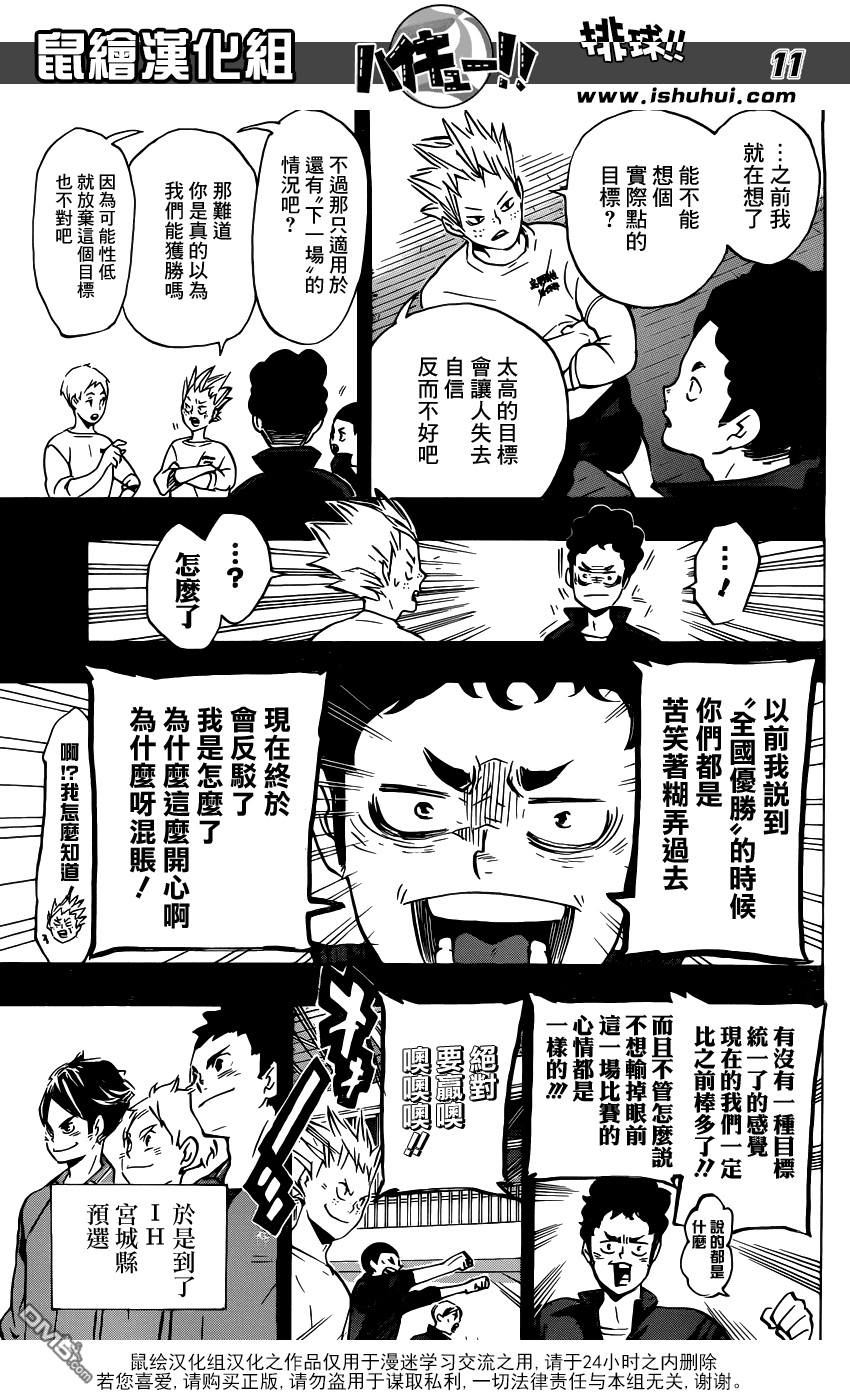 鼠繪漢化組
ハイキュー!!
排球!!
11
www.ishuhui.com
…之前我
就在想了
能不能
想個
實際點的
目標?
太高的目標
會讓人失去
自信
反而不好吧
不過那只適用於
還有〝下一場〞的
情況吧?
那難道
你是真的以為
我們能獲勝嗎
因為可能性低
就放棄這個目標
也不對吧
…!
…?
怎麼了
以前我説到
〝全國優勝〞的時候
你們都是
苦笑著糊弄過去
現在終於
會反駁了
我是怎麼了
為什麼這麼開心啊
為什麼呀混賬!
啊!?我怎麼知道
有沒有一種目標
統一了的感覺
現在的我們一定
比之前棒多了!!
而且不管怎麼說
不想輸掉眼前
這一場比賽的
心情都是
一樣的!!!
說的都是
什麼
絕對
要贏噢
噢噢噢!!
於是到了
IH
宮城縣
預選
DM5.COM
鼠绘汉化组汉化之作品仅用于漫迷学习交流之用, 请于24小时之内删除
若您喜爱, 请购买正版, 请勿盗用于谋取私利, 一切法律责任与本组无关, 谢谢。